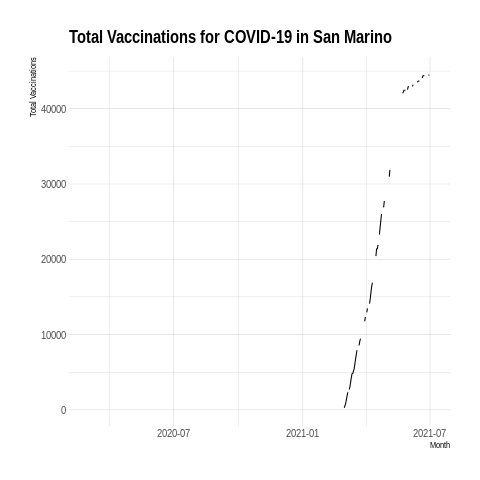 Total Vaccinations for COVID-19 in San Marino
Total Vaccinations
40000
30000
20000
10000
0
2020-07 2021-01 2021-07
Month